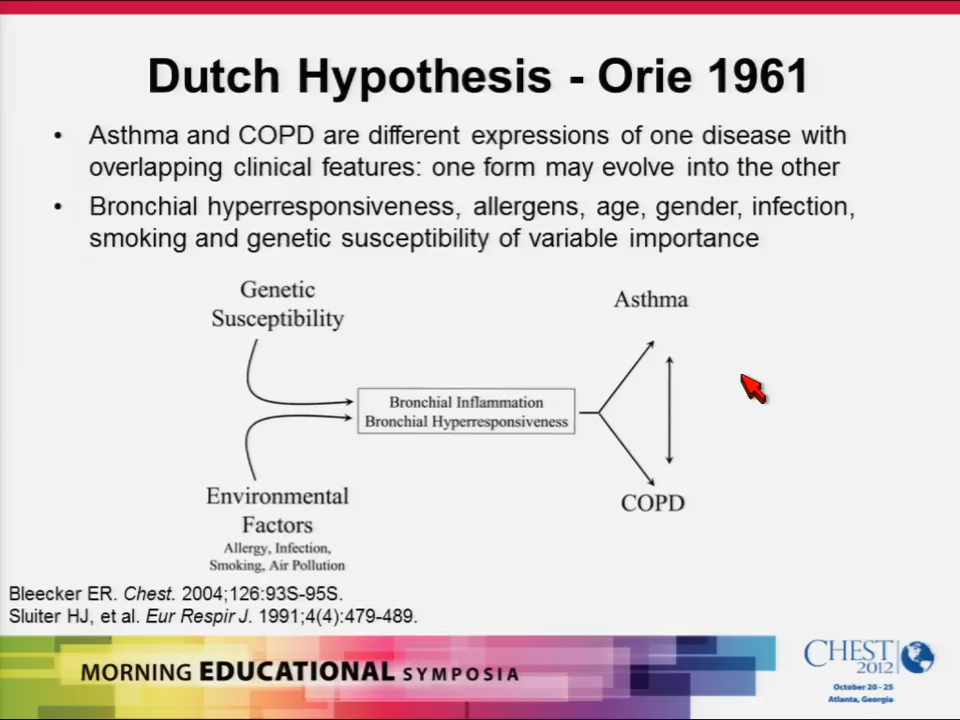 Dutch Hypothesis - Orie 1961
• Asthma and COPD are different expressions of one disease with
overlapping clinical features: one form may evolve into the other
• Bronchial hyperresponsiveness, allergens, age, gender, infection,
smoking and genetic susceptibility of variable importance
Genetic
Susceptibility
Asthma
Bronchial Inflammation
Bronchial Hyperresponsiveness
Environmental
Factors
Allergy, Infection,
Smoking, Air Pollution
COPD
Bleecker ER. Chest. 2004;126:93S-95S.
Sluiter HJ, et al. Eur Respir J. 1991;4(4):479-489.
MORNING EDUCATIONAL SYMPOSIA
CHEST
2012
October 20 - 25
Atlanta, Georgia